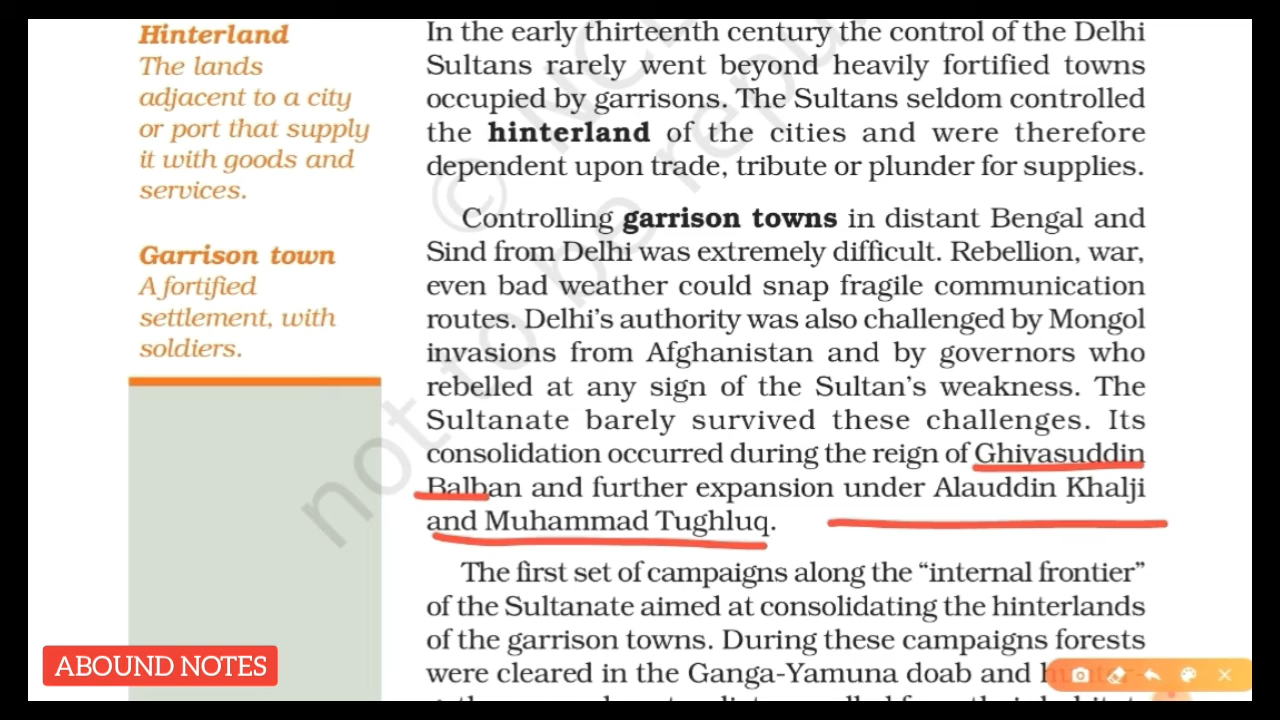 Hinterland
The lands
adjacent to a city
or port that supply
it with goods and
services.
Garrison town
A fortified
settlement, with
soldiers.
In the early thirteenth century the control of the Delhi
Sultans rarely went beyond heavily fortified towns
occupied by garrisons. The Sultans seldom controlled
the hinterland of the cities and were therefore
dependent upon trade, tribute or plunder for supplies.
Controlling garrison towns in distant Bengal and
Sind from Delhi was extremely difficult. Rebellion, war,
even bad weather could snap fragile communication
routes. Delhi's authority was also challenged by Mongol
invasions from Afghanistan and by governors who
rebelled at any sign of the Sultan's weakness. The
Sultanate barely survived these challenges. Its
consolidation occurred during the reign of Ghiyasuddin
Balban and further expansion under Alauddin Khalji
and Muhammad Tughluq.
The first set of campaigns along the “internal frontier”
of the Sultanate aimed at consolidating the hinterlands
of the garrison towns. During these campaigns forests
were cleared in the Ganga-Yamuna doab and hunter-
© NC
not to be repu
ABOUND NOTES